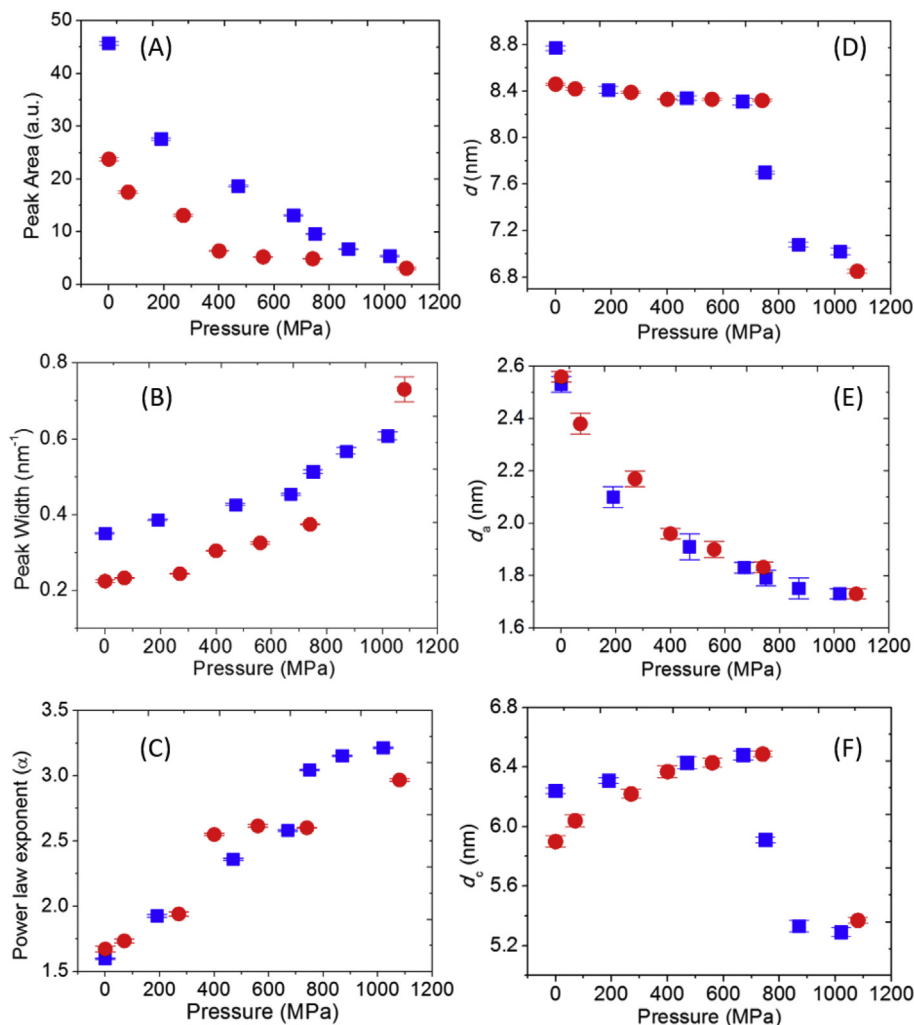 (A)
Peak Area (a.u.)
50
40
30
20
10
0
0 200 400 600 800 1000 1200
Pressure (MPa)
(D)
d (nm)
8.8
8.4
8.0
7.6
7.2
6.8
0 200 400 600 800 1000 1200
Pressure (MPa)
(B)
Peak Width (nm⁻¹)
0.8
0.6
0.4
0.2
0 200 400 600 800 1000 1200
Pressure (MPa)
(E)
dₐ (nm)
2.6
2.4
2.2
2.0
1.8
1.6
0 200 400 600 800 1000 1200
Pressure (MPa)
(C)
Power law exponent (α)
4.0
3.5
3.0
2.5
2.0
1.5
0 200 400 600 800 1000 1200
Pressure (MPa)
(F)
d_c (nm)
6.8
6.4
6.0
5.6
5.2
0 200 400 600 800 1000 1200
Pressure (MPa)